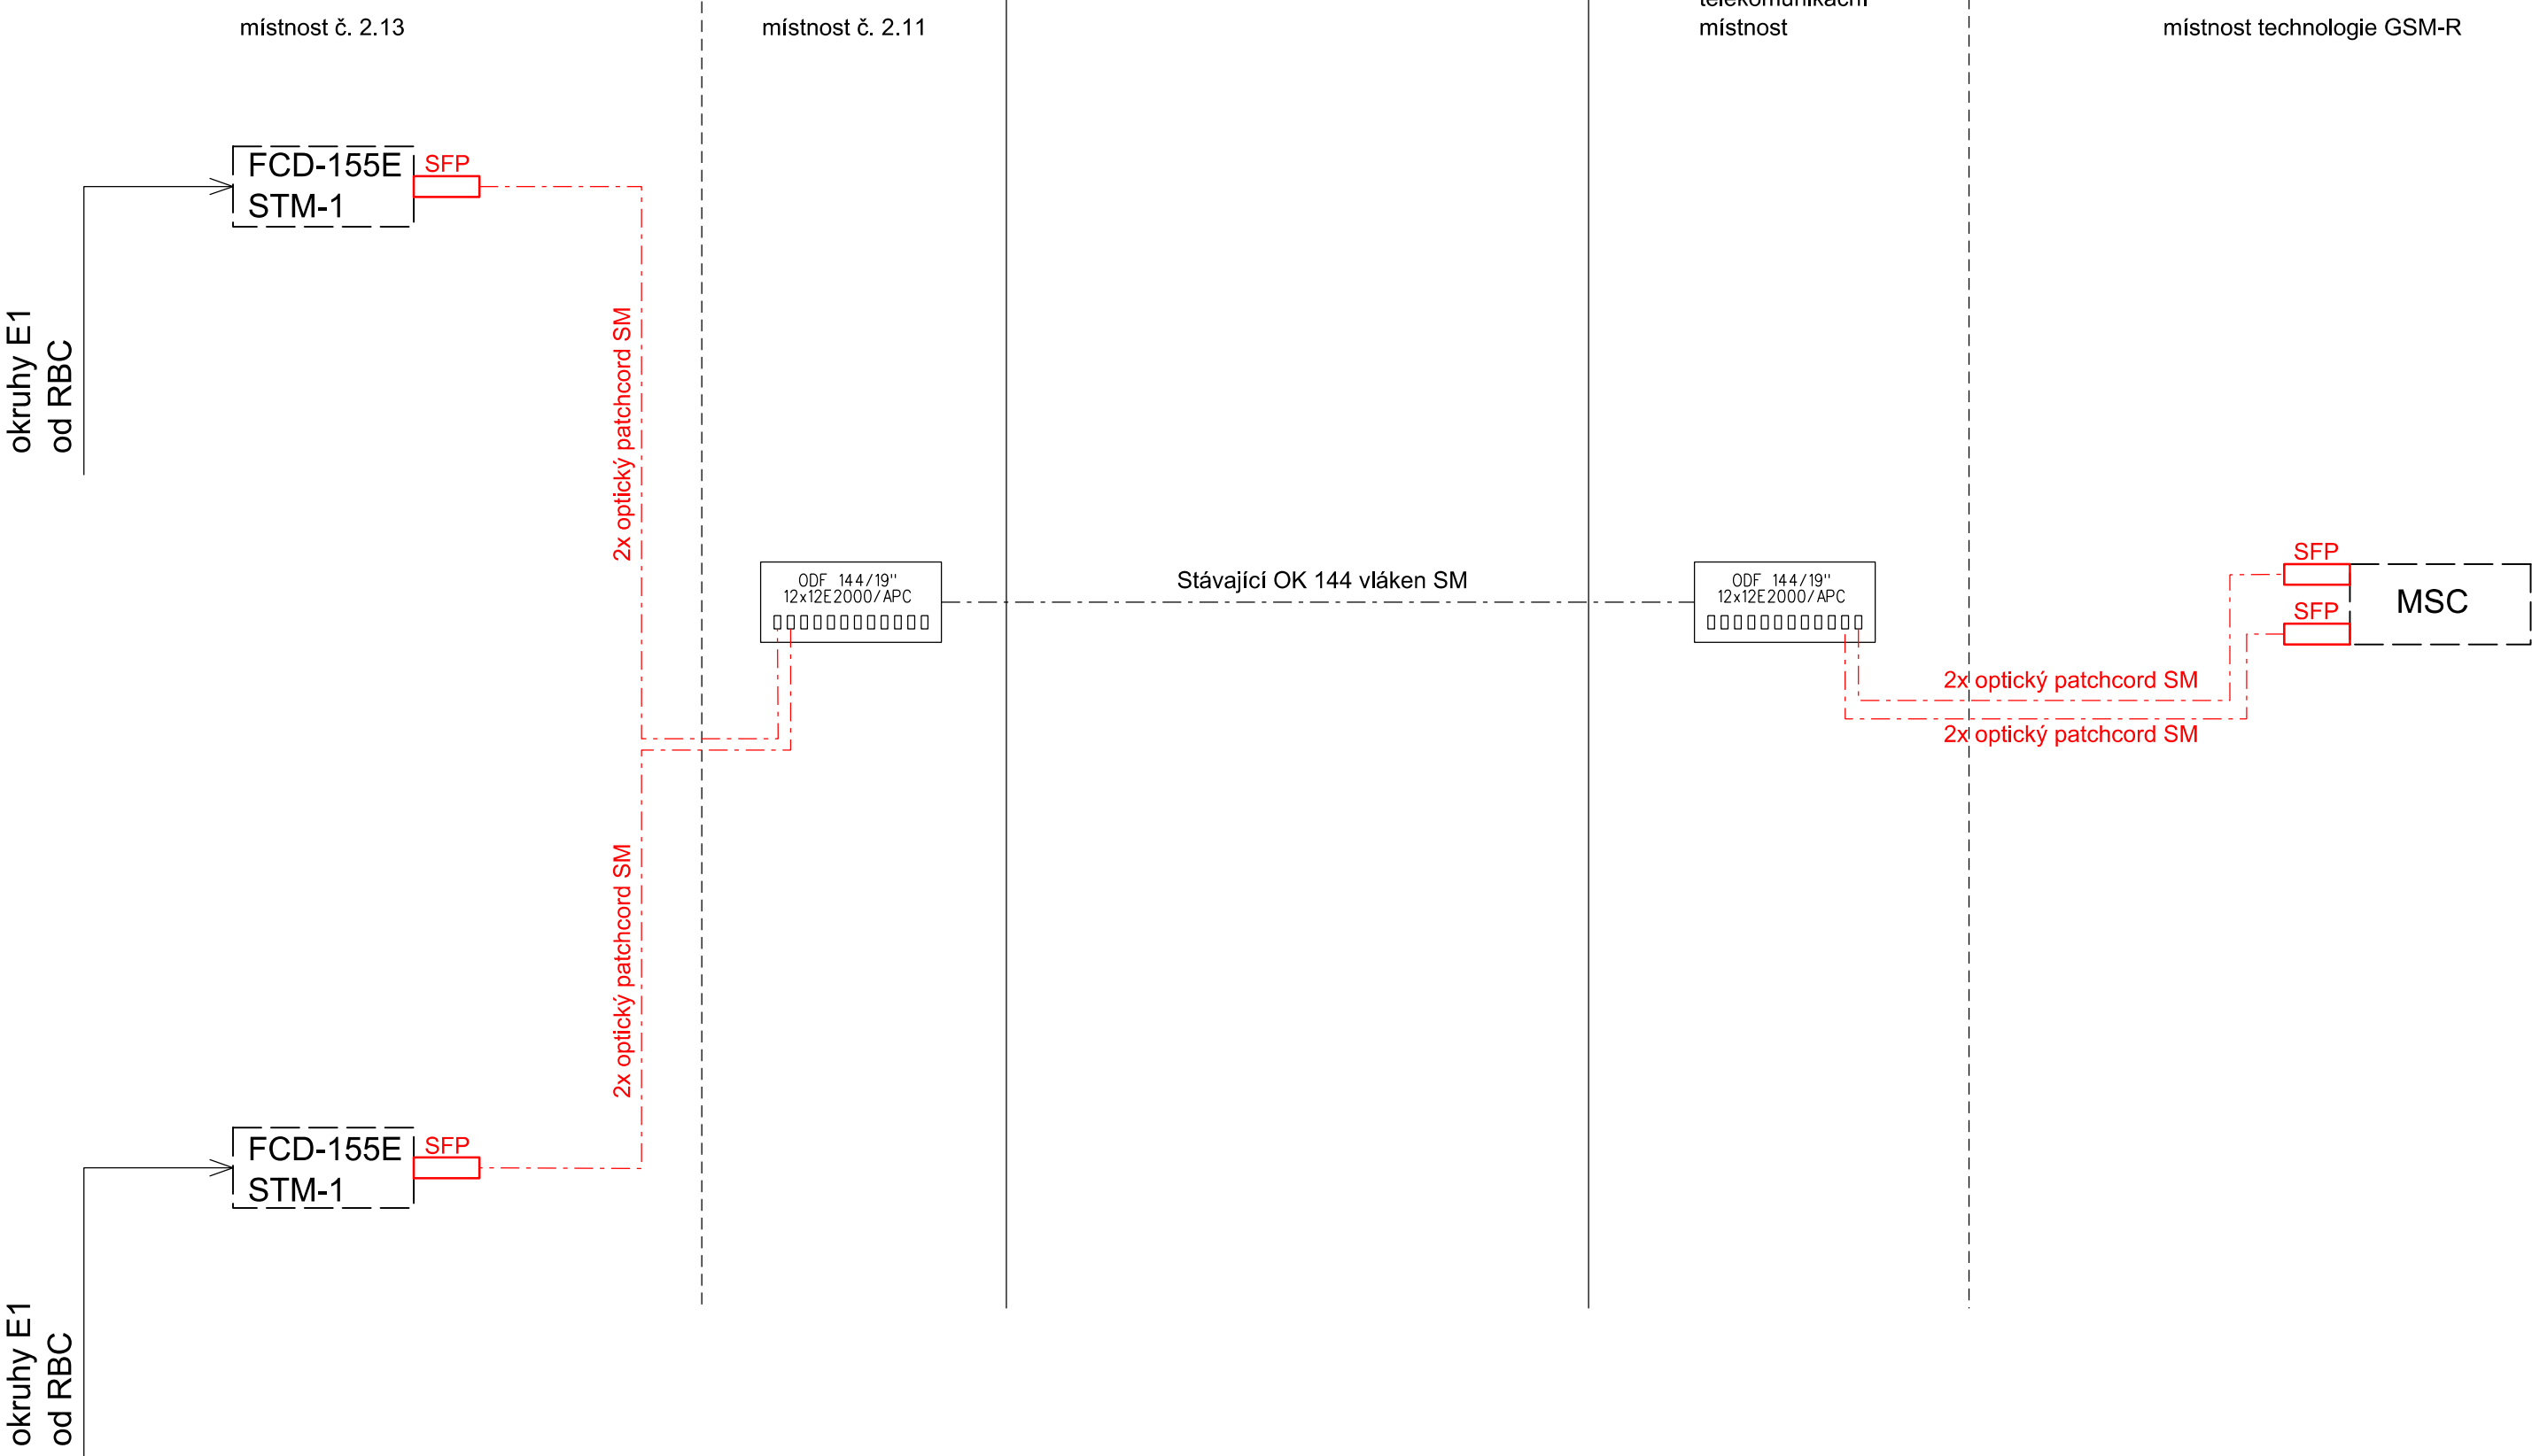 místnost č. 2.13
místnost č. 2.11
telekomunikační
místnost
místnost technologie GSM-R
FCD-155E
STM-1
SFP
okruhy E1
od RBC
2x optický patchcord SM
ODF 144/19"
12x12E2000/APC
Stávající OK 144 vláken SM
ODF 144/19"
12x12E2000/APC
SFP
SFP
MSC
2x optický patchcord SM
2x optický patchcord SM
2x optický patchcord SM
FCD-155E
STM-1
SFP
okruhy E1
od RBC